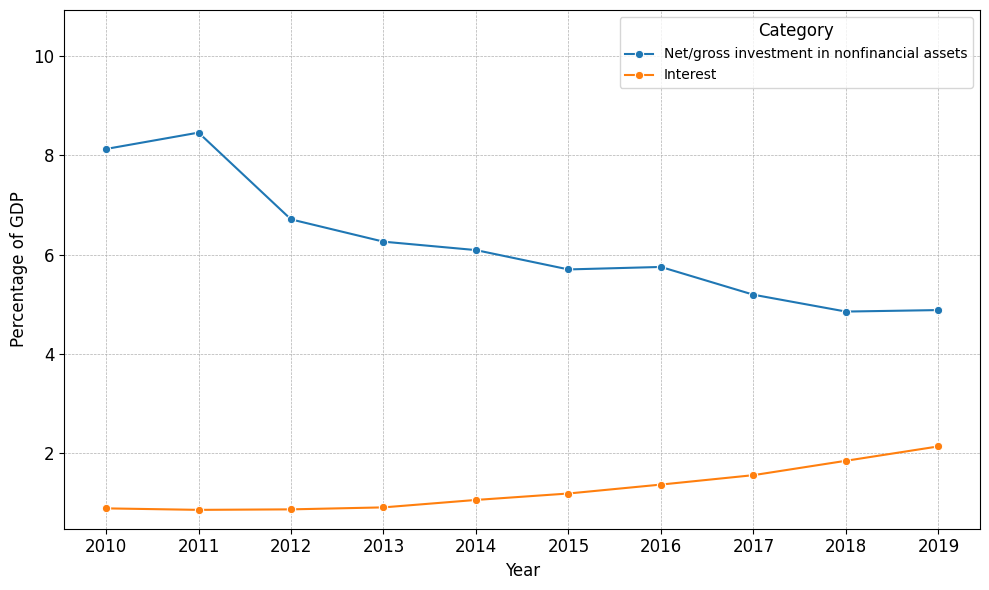 Category
Net/gross investment in nonfinancial assets
Interest
Percentage of GDP
10
8
6
4
2
2010 2011 2012 2013 2014 2015 2016 2017 2018 2019
Year